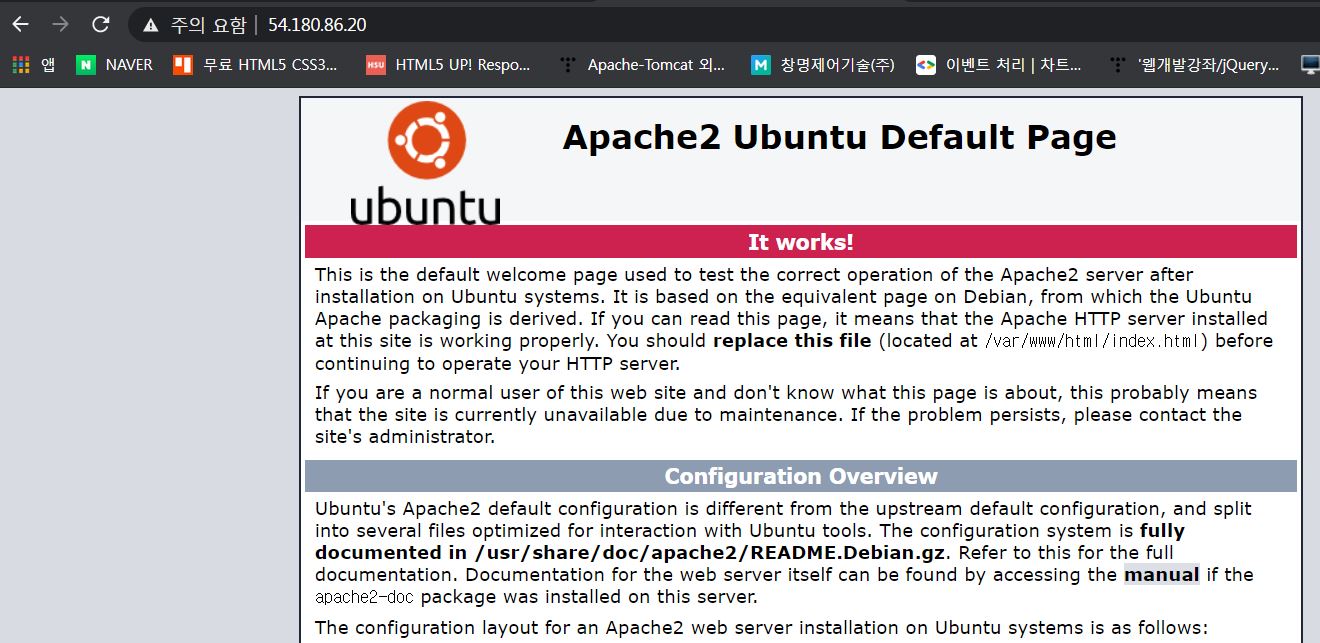 주의 요함 | 54.180.86.20
앱 NAVER 무료 HTML5 CSS3... HSU HTML5 UP! Respo... Apache-Tomcat 외... M 창명제어기술(주) 이벤트 처리 | 차트... '웹개발강좌/jQuery...
Apache2 Ubuntu Default Page
ubuntu
It works!
This is the default welcome page used to test the correct operation of the Apache2 server after
installation on Ubuntu systems. It is based on the equivalent page on Debian, from which the Ubuntu
Apache packaging is derived. If you can read this page, it means that the Apache HTTP server installed
at this site is working properly. You should replace this file (located at /var/www/html/index.html) before
continuing to operate your HTTP server.
If you are a normal user of this web site and don't know what this page is about, this probably means
that the site is currently unavailable due to maintenance. If the problem persists, please contact the
site's administrator.
Configuration Overview
Ubuntu's Apache2 default configuration is different from the upstream default configuration, and split
into several files optimized for interaction with Ubuntu tools. The configuration system is fully
documented in /usr/share/doc/apache2/README.Debian.gz. Refer to this for the full
documentation. Documentation for the web server itself can be found by accessing the manual if the
apache2-doc package was installed on this server.
The configuration layout for an Apache2 web server installation on Ubuntu systems is as follows: